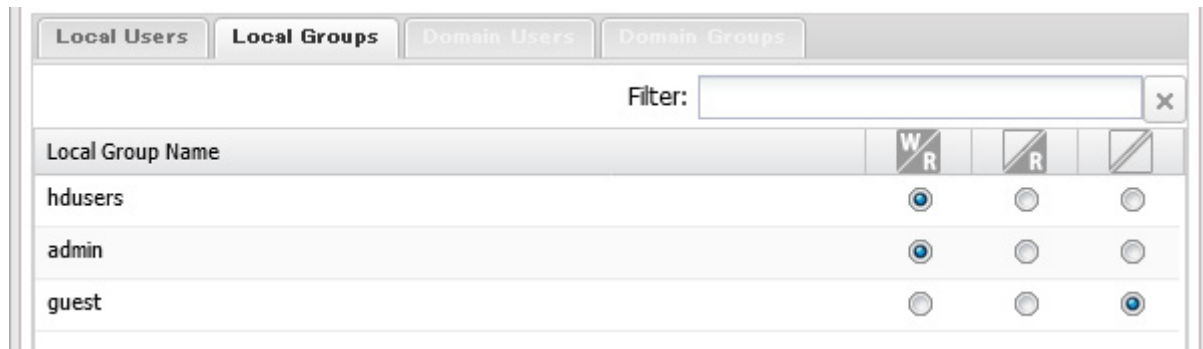 Local Users Local Groups Domain Users Domain Groups
Filter:
Local Group Name W/R R
hdusers
admin
guest